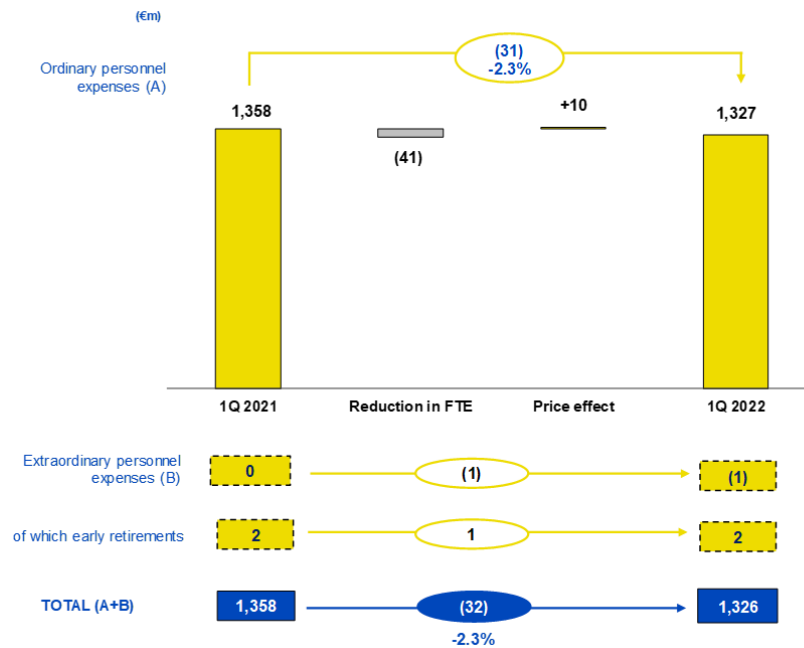 (€m)
(31)
-2.3%
Ordinary personnel
expenses (A)
1,358
+10
1,327
(41)
1Q 2021
Reduction in FTE
Price effect
1Q 2022
Extraordinary personnel
expenses (B)
0
(1)
(1)
of which early retirements
2
1
2
TOTAL (A+B)
1,358
(32)
1,326
-2.3%